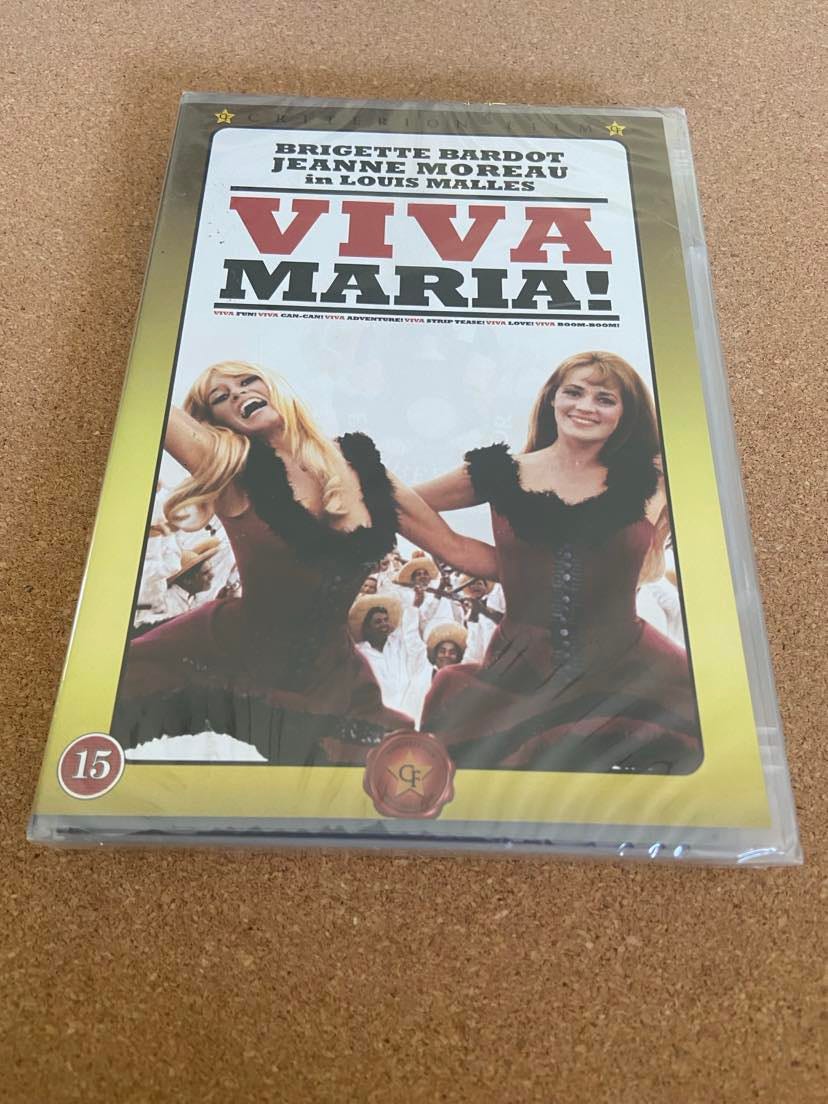 CRITERION FILM
BRIGETTE BARDOT
JEANNE MOREAU
in LOUIS MALLES
VIVA
MARIA!
VIVA FUN! VIVA CAN-CAN! VIVA ADVENTURE! VIVA STRIP TEASE! VIVA LOVE! VIVA BOOM-BOOM!
15
CF